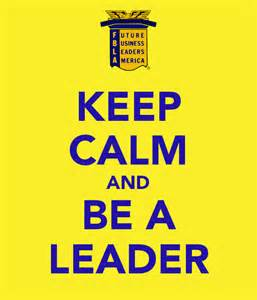 FUTURE
BUSINESS
LEADERS
AMERICA
KEEP
CALM
AND
BE A
LEADER